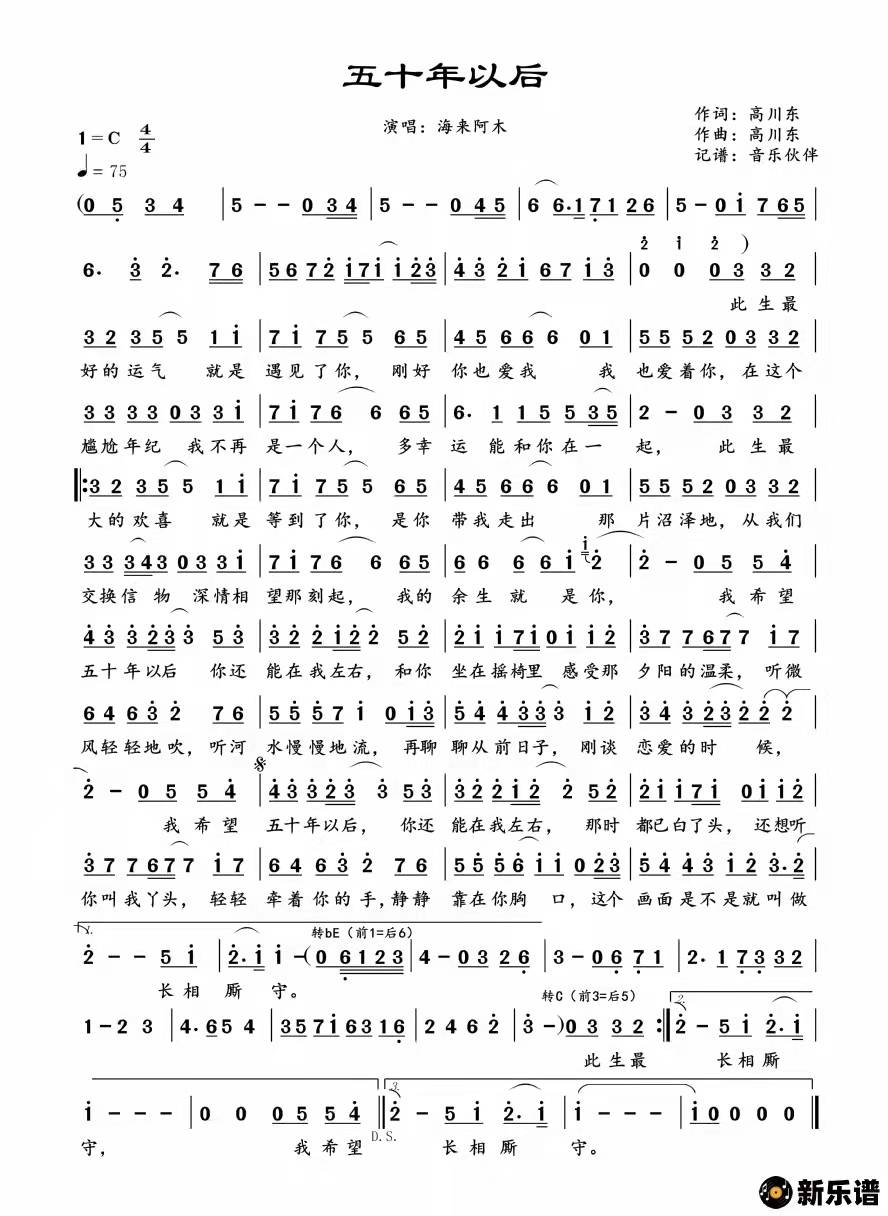 五十年以后
演唱：海来阿木
作词：高川东
作曲：高川东
记谱：音乐伙伴
1=C 4/4
♩= 75
(0 5 3 4 | 5 - - 0 3 4 | 5 - - 0 4 5 | 6 6.1 7 1 2 6 | 5 - 0 1 7 6 5 |
2 1 2 )
6. 3 2. 7 6 | 5 6 7 2 1 7 1 1 2 3 | 4 3 2 1 6 7 1 3 | 0 0 0 3 3 2 |
此 生 最
3 2 3 5 5 1 1 | 7 1 7 5 5 6 5 | 4 5 6 6 6 0 1 | 5 5 5 2 0 3 3 2 |
好的运气 就是 遇见了你， 刚好 你也爱我 我 也爱着你，在这个
3 3 3 3 0 3 3 1 | 7 1 7 6 6 6 5 | 6. 1 1 5 5 3 5 | 2 - 0 3 3 2 |
尴尬年纪 我不再 是一个人， 多幸 运 能和你在一 起， 此生最
‖:3 2 3 5 5 1 1 | 7 1 7 5 5 6 5 | 4 5 6 6 6 0 1 | 5 5 5 2 0 3 3 2 |
大的欢喜 就是 等到了你， 是你 带我走出 那 片沼泽地，从我们
3 3 3 4 3 0 3 3 1 | 7 1 7 6 6 6 5 | 6 6 6 6 1 2 | 2 - 0 5 5 4 |
交换信 物 深情相 望那刻起， 我的 余生就 是你， 我希望
4 3 3 2 3 3 5 3 | 3 2 2 1 2 2 5 2 | 2 1 1 7 1 0 1 1 2 | 3 7 7 6 7 7 1 7 |
五十年以后 你还 能在我左右，和你 坐在摇椅里 感受那 夕阳的温柔，听微
6 4 6 3 2 7 6 | 5 5 5 7 1 0 1 3 | 5 4 4 3 3 3 1 2 | 3 4 3 2 3 2 2 2 |
风轻轻地吹，听河 水慢慢地流，再聊 聊从前日子，刚谈 恋爱的时 候，
2 - 0 5 5 4 | 4 3 3 2 3 3 5 3 | 3 2 2 1 2 2 5 2 | 2 1 1 7 1 0 1 1 2 |
我希望 五十年以后， 你还 能在我左右，那时 都已白了头，还想听
3 7 7 6 7 7 1 7 | 6 4 6 3 2 7 6 | 5 5 5 6 1 1 0 2 3 | 5 4 4 3 1 2 3.2 |
你叫我丫头，轻轻 牵着你的手,静静 靠在你胸 口，这个 画面是不是就叫做
1. 转bE（前1=后6）
2 - - 5 1 | 2.1 1 -(0 6 1 2 3 | 4 - 0 3 2 | 3 - 0 6 7 1 | 2. 1 7 3 3 2 |
长相 厮 守。
转C（前3=后5） 2.
1 - 2 3 | 4. 6 5 4 | 3 5 7 1 6 3 1 6 | 2 4 6 2 | 3 -)0 3 3 2 :‖ 2 - 5 1 2.1 |
此生最 长相厮
3.
1 - - - | 0 0 0 5 5 4 ‖ 2 - 5 1 2. 1 | 1 - - - | 1 0 0 0 0 ‖
D.S.
守， 我希望 长相厮 守。
新乐谱